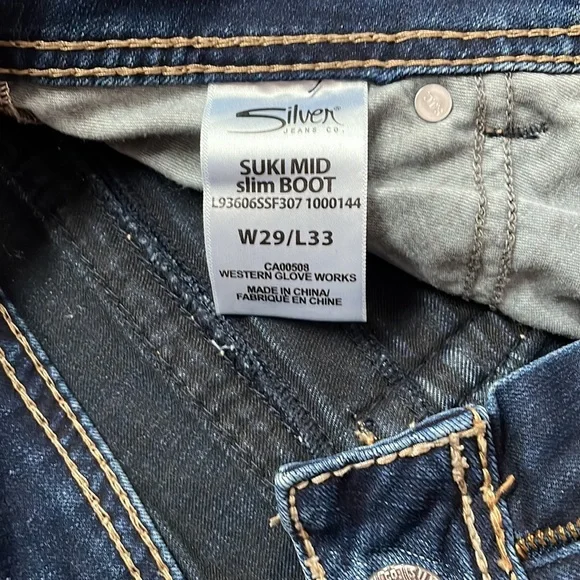 Silver®
JEANS CO.
SUKI MID
slim BOOT
L93606SSF307 1000144
W29/L33
CA00508
WESTERN GLOVE WORKS
MADE IN CHINA/
FABRIQUÉ EN CHINE